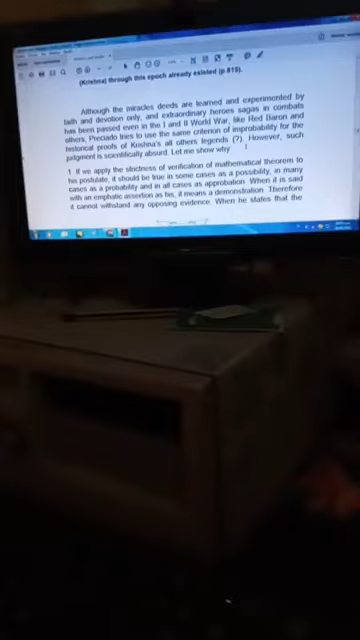 (Krishna) through this epoch already existed (p.815).
Although the miracles deeds are learned and experimented by
faith and devotion only, and extraordinary heroes sagas in combats
has been passed even in the I and II World War, like Red Baron and
others, Preciado tries to use the same criterion of improbability for the
historical proofs of Krishna's all others legends (?). However, such
judgment is scientifically absurd. Let me show why
1. If we apply the strictness of verification of mathematical theorem to
his postulate, it should be true in some cases as a possibility, in many
cases as a probability and in all cases as approbation. When it is said
with an emphatic assertion as his, it means a demonstration. Therefore
it cannot withstand any opposing evidence. When he states that the